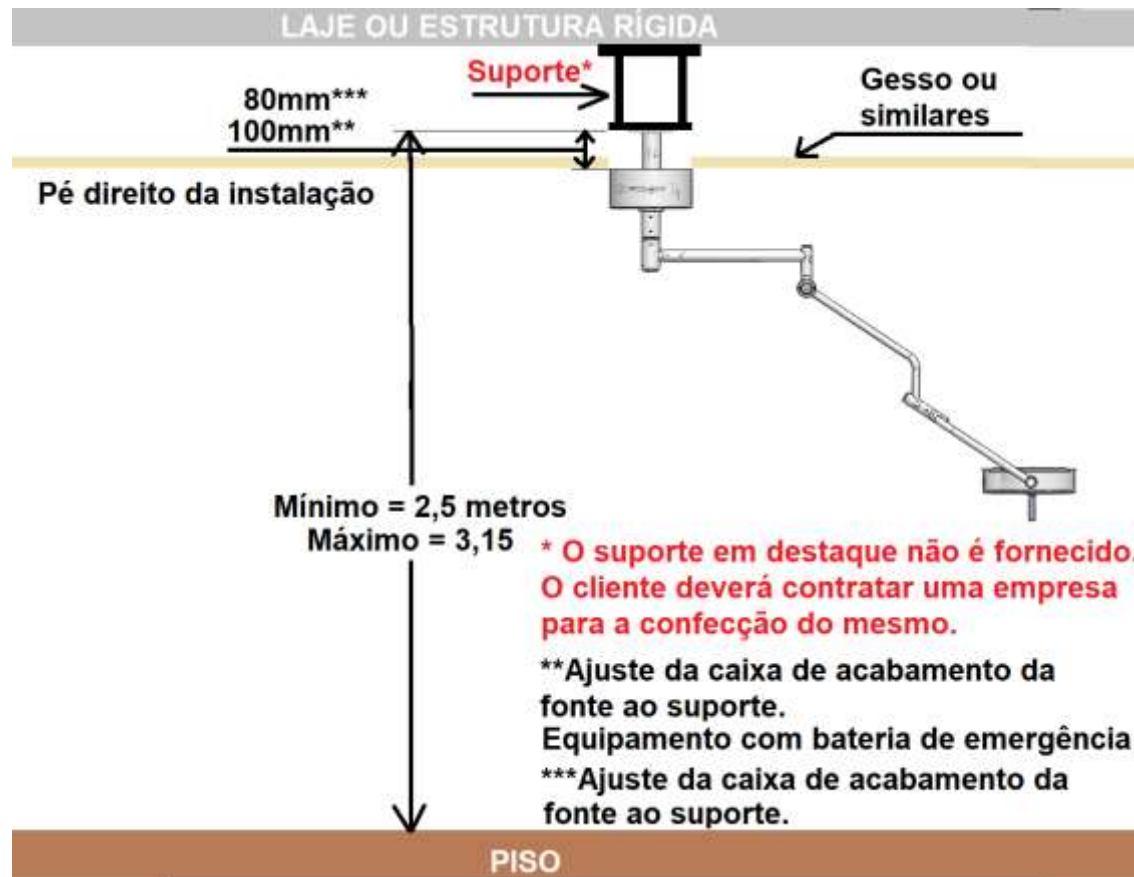 LAJE OU ESTRUTURA RÍGIDA
Suporte*
80mm***
100mm**
Gesso ou
similares
Pé direito da instalação
Mínimo = 2,5 metros
Máximo = 3,15
* O suporte em destaque não é fornecido.
O cliente deverá contratar uma empresa
para a confecção do mesmo.
**Ajuste da caixa de acabamento da
fonte ao suporte.
Equipamento com bateria de emergência
***Ajuste da caixa de acabamento da
fonte ao suporte.
PISO